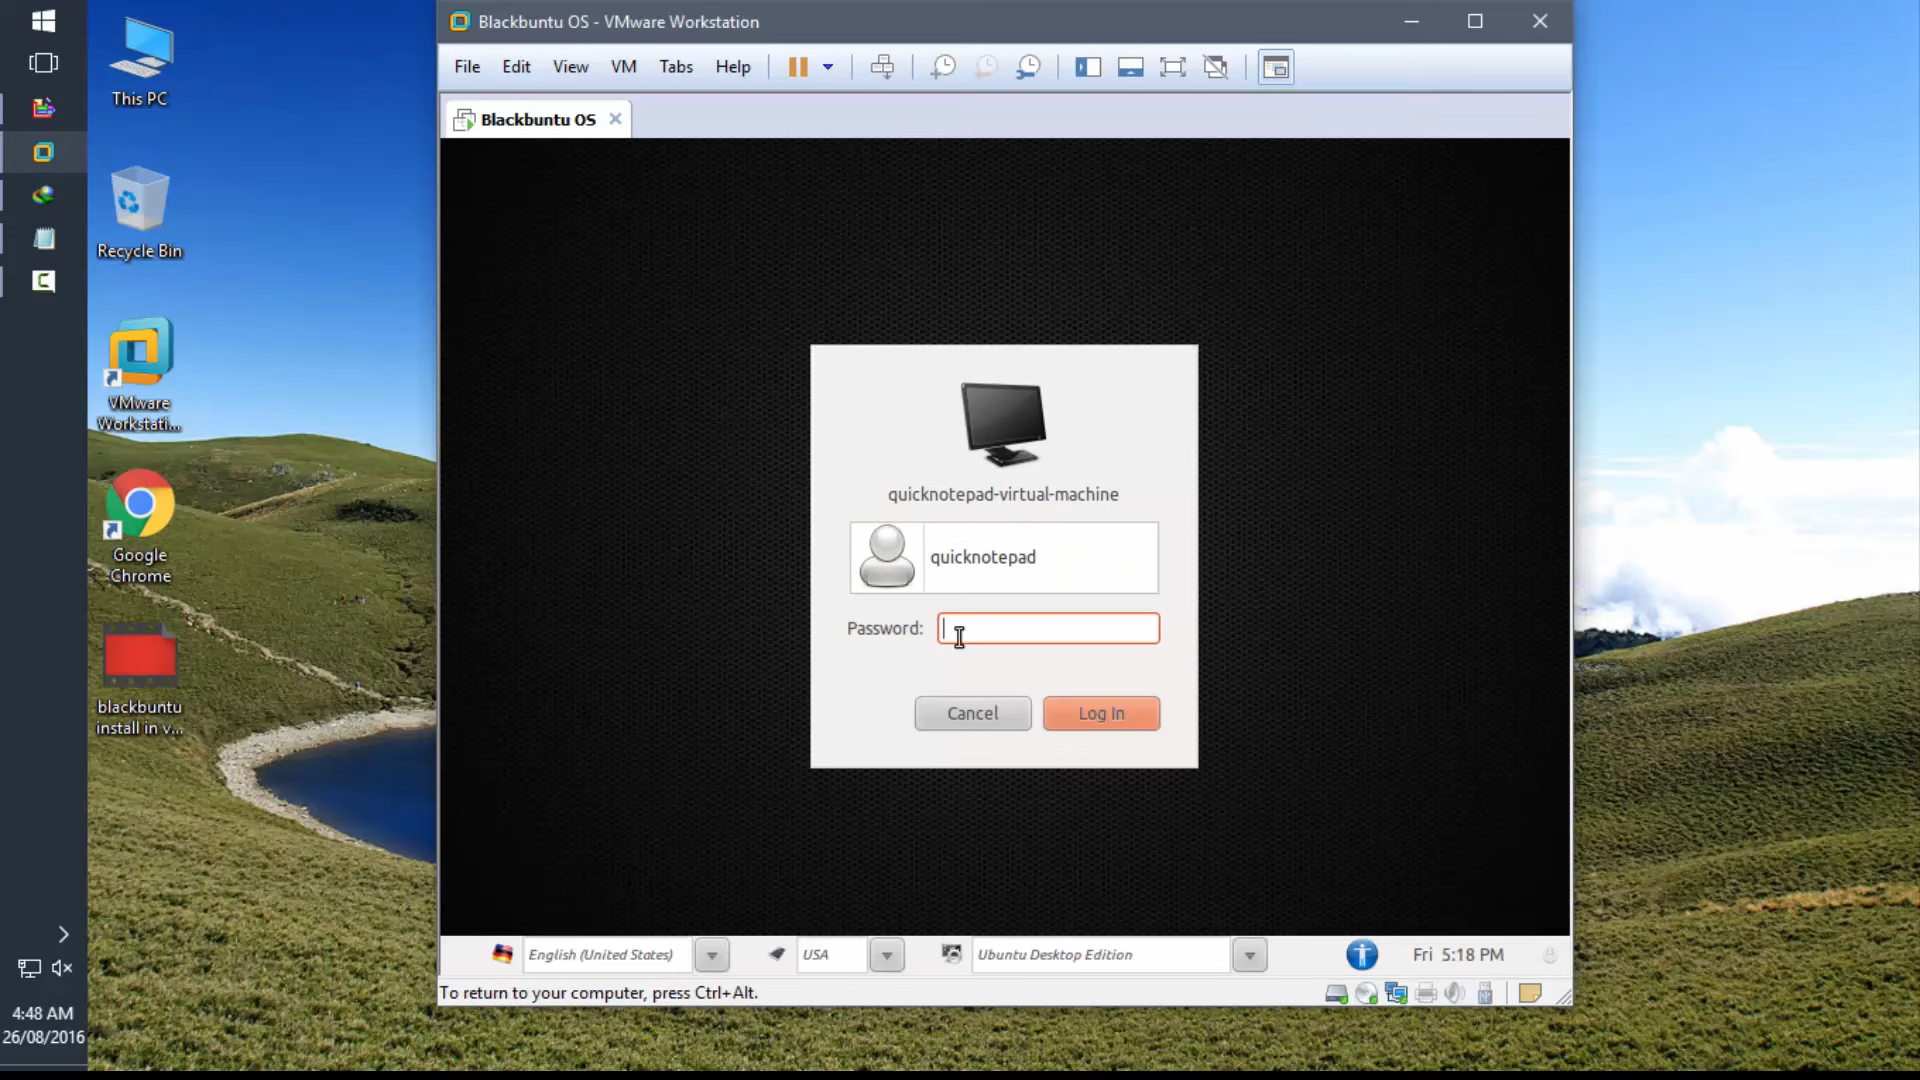 This PC
Recycle Bin
VMware
Workstati...
Google
Chrome
blackbuntu
install in v...
4:48 AM
26/08/2016
Blackbuntu OS - VMware Workstation
File Edit View VM Tabs Help
Blackbuntu OS
quicknotepad-virtual-machine
quicknotepad
Password:
Cancel Log In
English (United States) USA Ubuntu Desktop Edition Fri 5:18 PM
To return to your computer, press Ctrl+Alt.